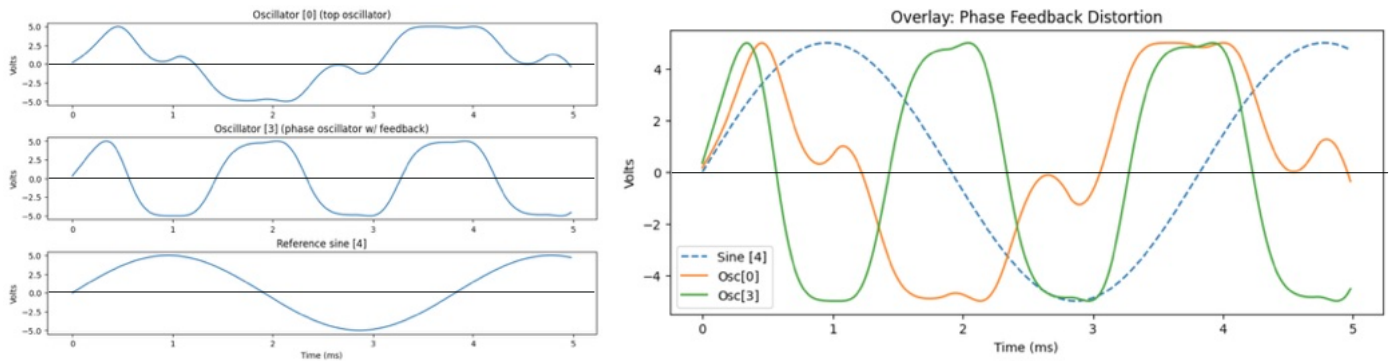 Oscillator [0] (top oscillator)
5.0
2.5
0.0
−2.5
−5.0
Volts
0 1 2 3 4 5
Oscillator [3] (phase oscillator w/ feedback)
5.0
2.5
0.0
−2.5
−5.0
Volts
0 1 2 3 4 5
Reference sine [4]
5.0
2.5
0.0
−2.5
−5.0
Volts
0 1 2 3 4 5
Time (ms)
Overlay: Phase Feedback Distortion
4
2
0
−2
−4
Volts
Sine [4]
Osc[0]
Osc[3]
0 1 2 3 4 5
Time (ms)